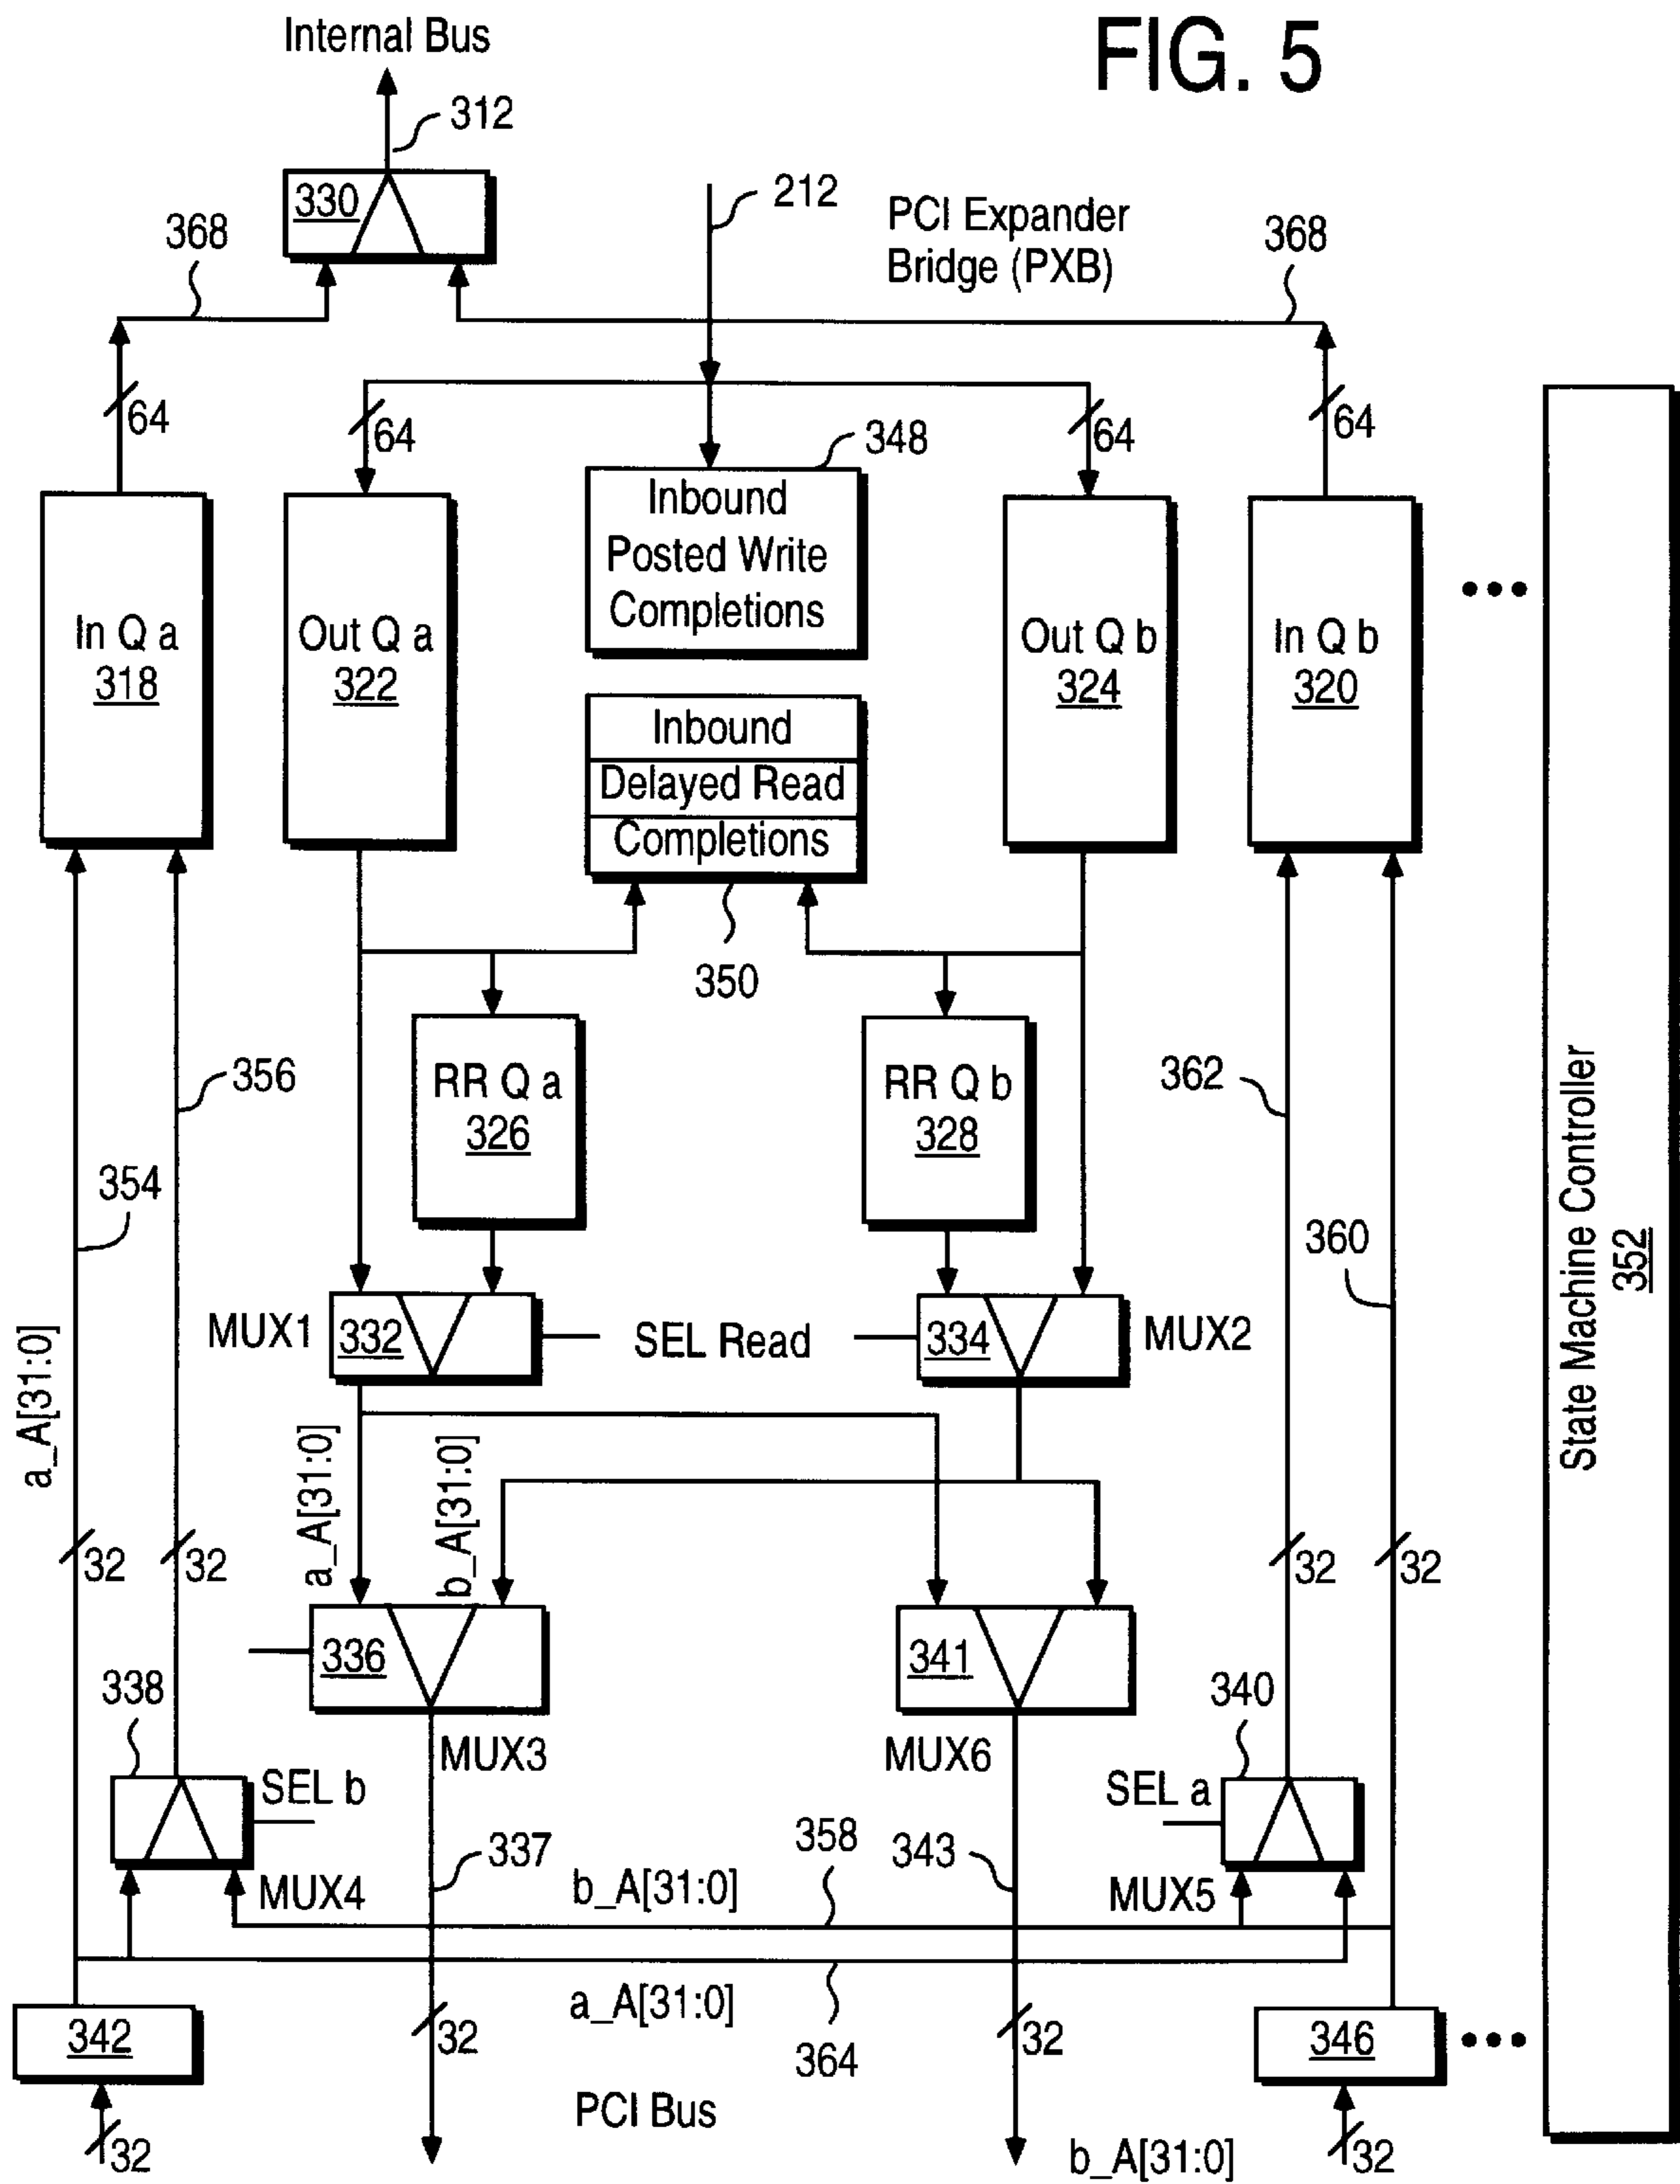 FIG. 5
Internal Bus
312
330
212
PCI Expander
Bridge (PXB)
368
368
64
64
64
64
348
Inbound
Posted Write
Completions
In Q a
318
Out Q a
322
Out Q b
324
In Q b
320
Inbound
Delayed Read
Completions
350
356
RR Q a
326
RR Q b
328
362
354
360
State Machine Controller
352
MUX1
332
SEL Read
334
MUX2
a_A[31:0]
a_A[31:0]
b_A[31:0]
32
32
32
32
336
341
338
340
MUX3
MUX6
SEL b
SEL a
337
358
343
MUX4
b_A[31:0]
MUX5
a_A[31:0]
342
32
364
32
346
PCI Bus
32
b_A[31:0]
32